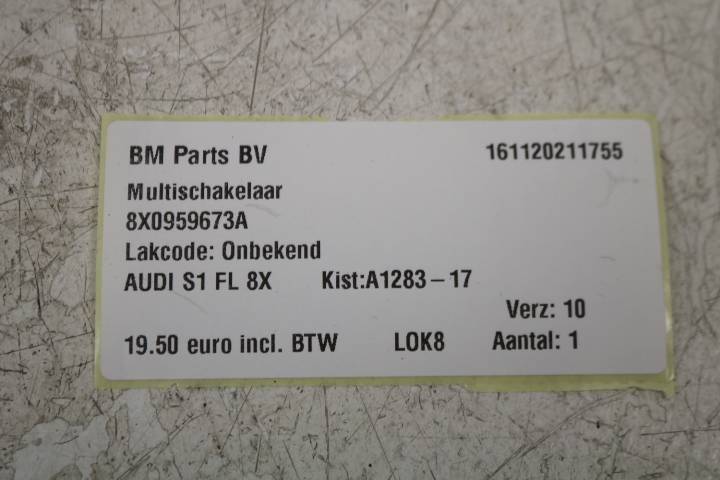 BM Parts BV 161120211755
Multischakelaar
8X0959673A
Lakcode: Onbekend
AUDI S1 FL 8X Kist:A1283-17
Verz: 10
19.50 euro incl. BTW LOK8 Aantal: 1